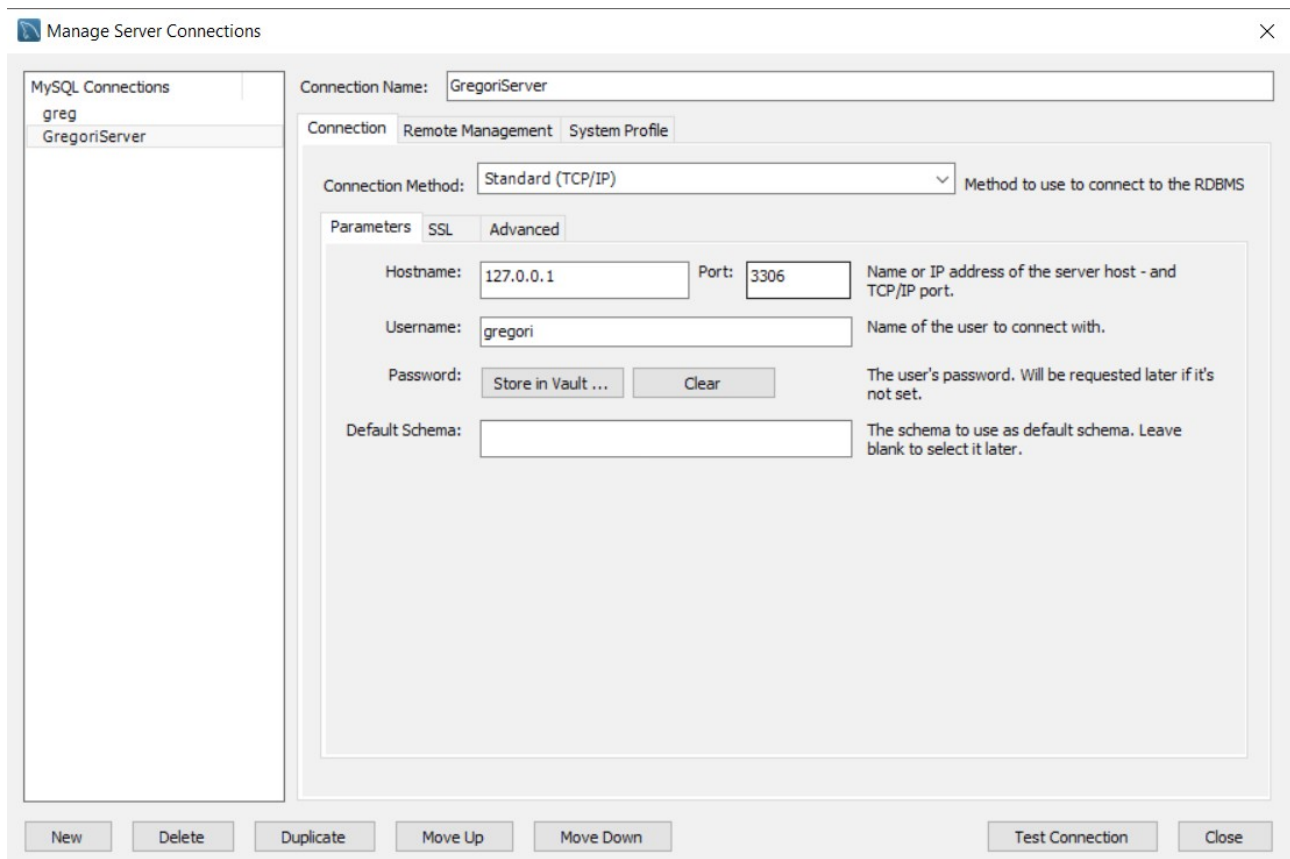 Manage Server Connections
MySQL Connections
greg
GregoriServer
Connection Name: GregoriServer
Connection Remote Management System Profile
Connection Method: Standard (TCP/IP) Method to use to connect to the RDBMS
Parameters SSL Advanced
Hostname: 127.0.0.1 Port: 3306 Name or IP address of the server host - and
TCP/IP port.
Username: gregori Name of the user to connect with.
Password: Store in Vault ... Clear The user's password. Will be requested later if it's
not set.
Default Schema: The schema to use as default schema. Leave
blank to select it later.
New Delete Duplicate Move Up Move Down Test Connection Close